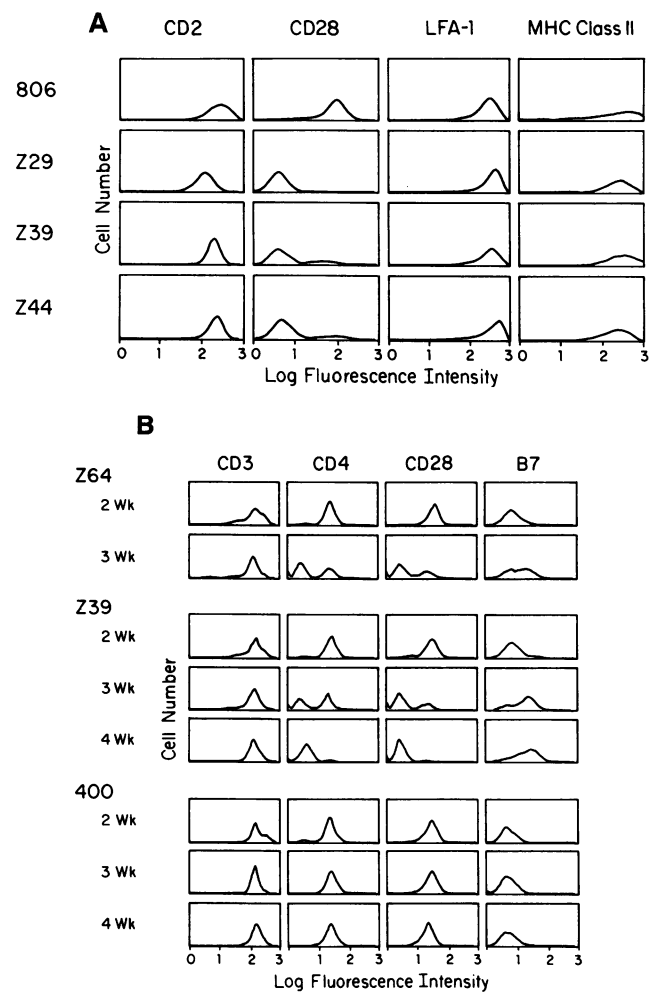 A
CD2 CD28 LFA-1 MHC Class II
806
Z29
Z39
Z44
Cell Number
0 1 2 3 0 1 2 3 0 1 2 3 0 1 2 3
Log Fluorescence Intensity
B
CD3 CD4 CD28 B7
Z64
2 Wk
3 Wk
Z39
2 Wk
3 Wk
4 Wk
Cell Number
400
2 Wk
3 Wk
4 Wk
0 1 2 3 0 1 2 3 0 1 2 3 1 2 3
Log Fluorescence Intensity